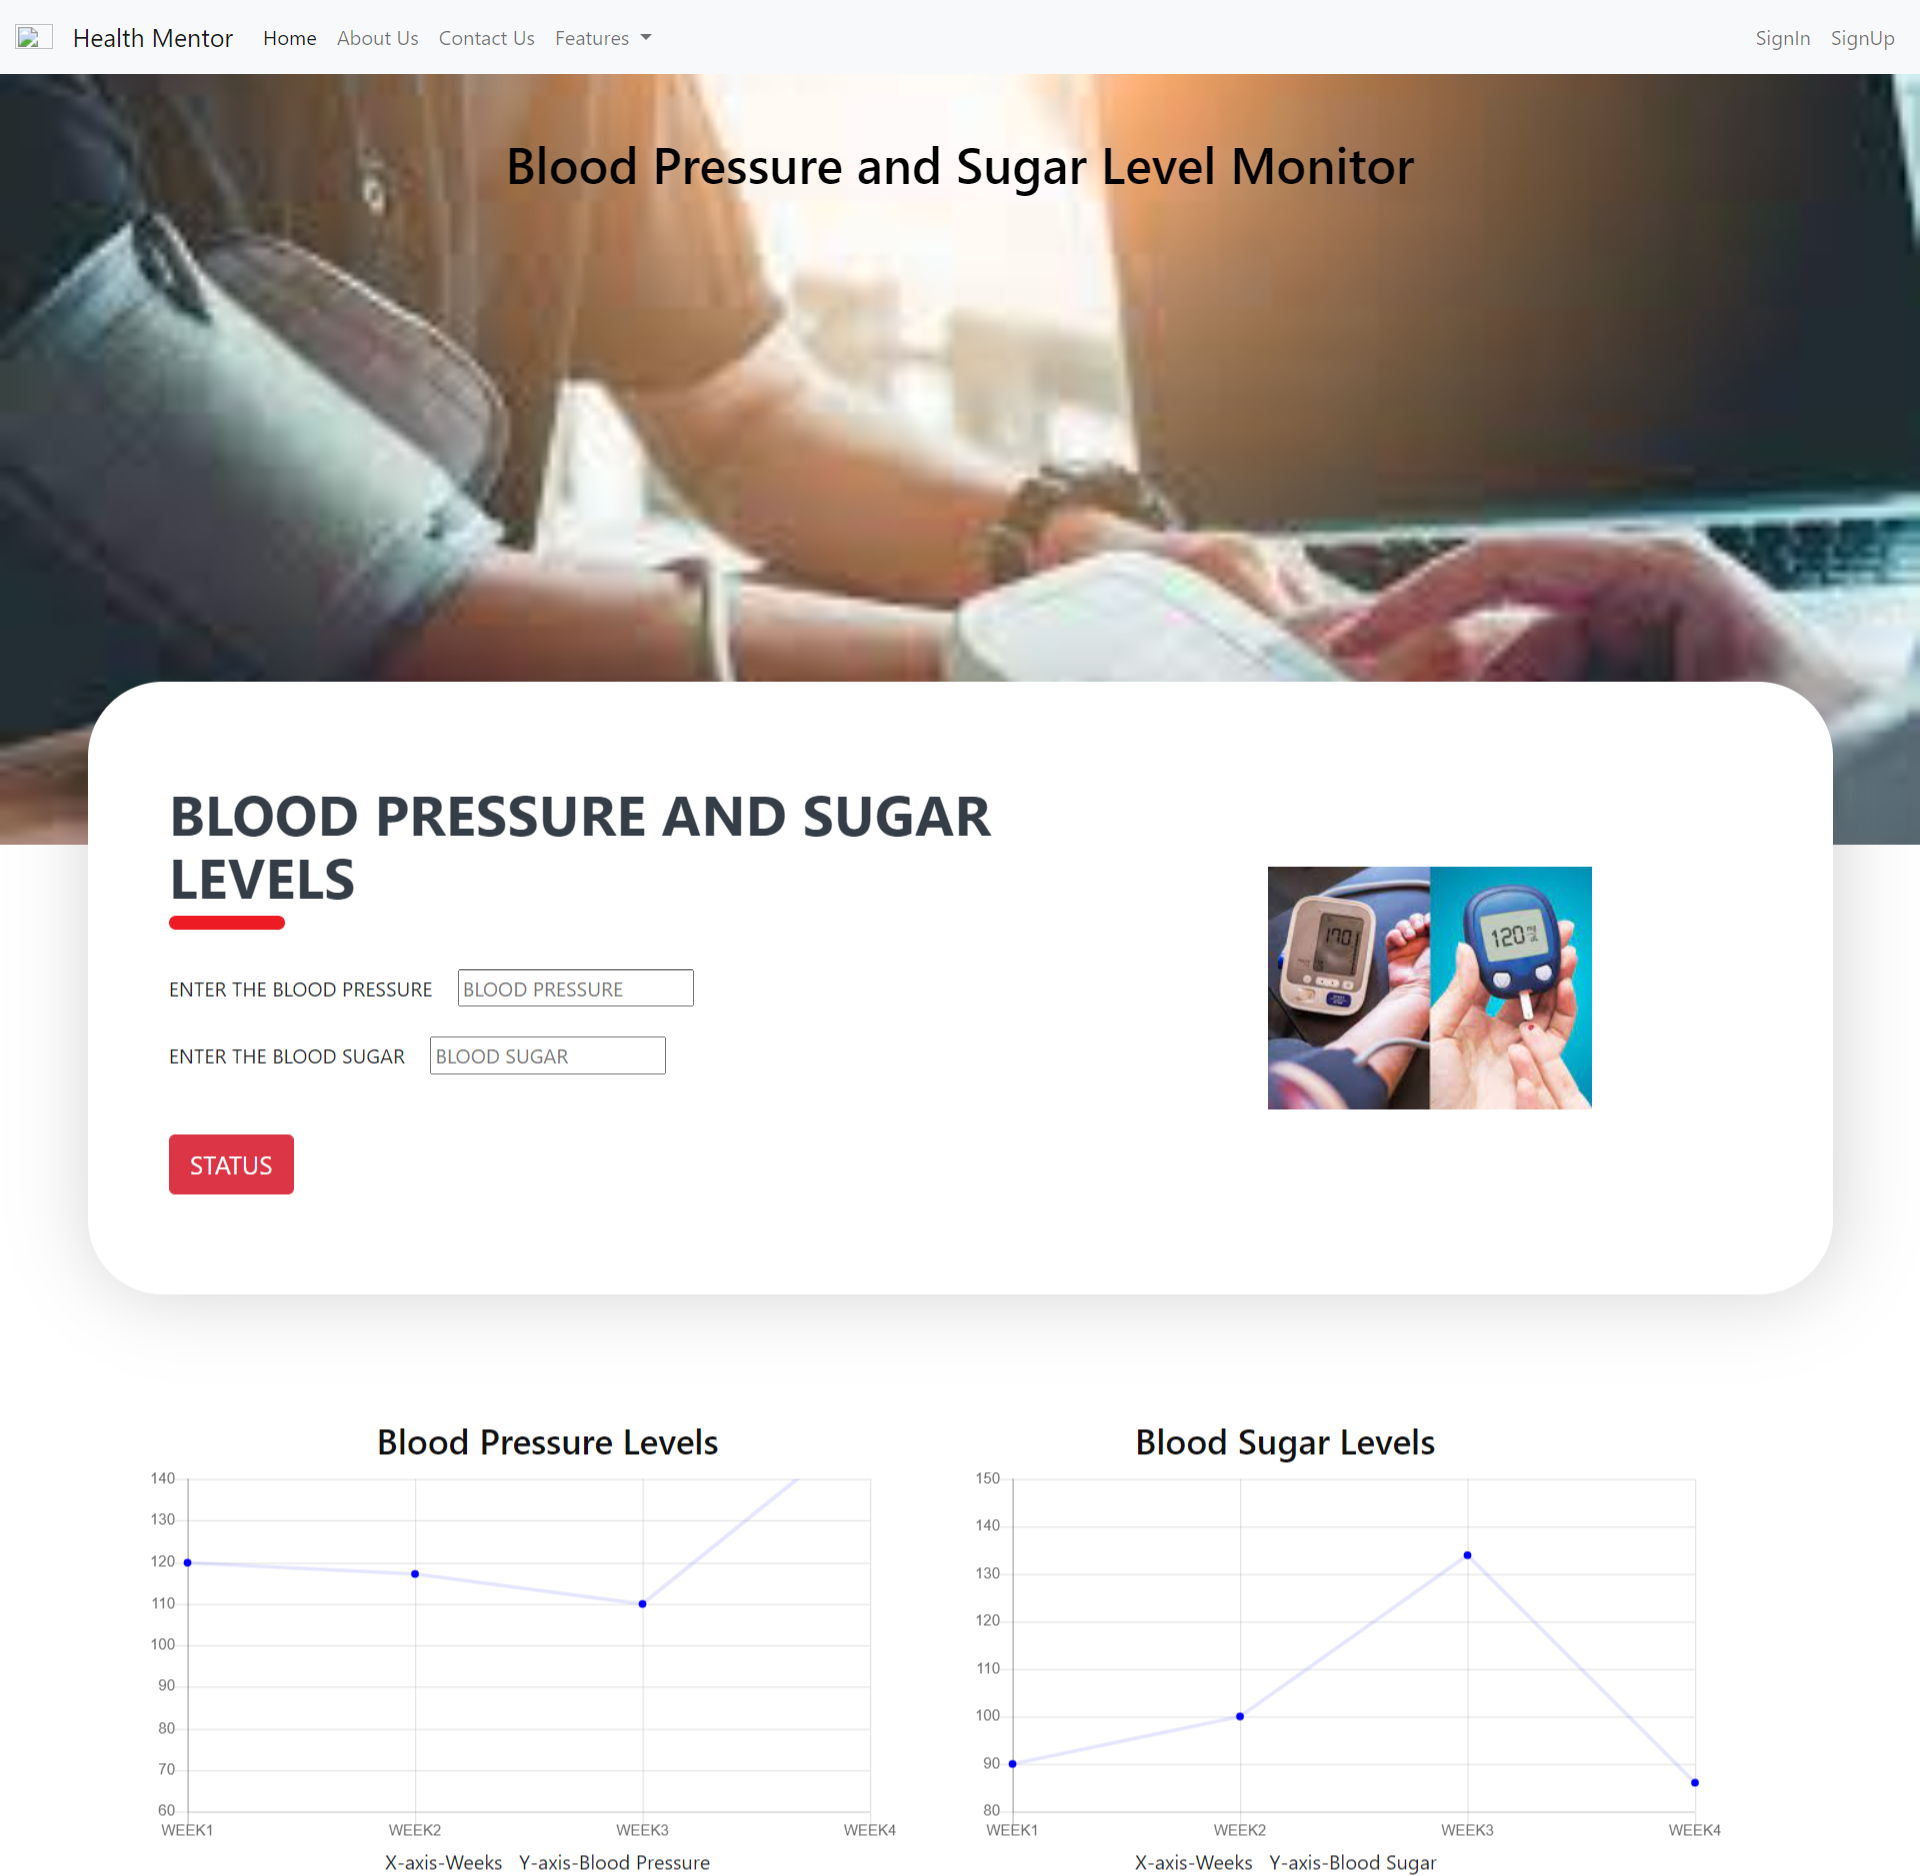 Health Mentor Home About Us Contact Us Features SignIn SignUp
Blood Pressure and Sugar Level Monitor
BLOOD PRESSURE AND SUGAR
LEVELS
ENTER THE BLOOD PRESSURE BLOOD PRESSURE
ENTER THE BLOOD SUGAR BLOOD SUGAR
STATUS
170
120 mg
dL
Blood Pressure Levels
140
130
120
110
100
90
80
70
60
WEEK1 WEEK2 WEEK3 WEEK4
X-axis-Weeks Y-axis-Blood Pressure
Blood Sugar Levels
150
140
130
120
110
100
90
80
WEEK1 WEEK2 WEEK3 WEEK4
X-axis-Weeks Y-axis-Blood Sugar